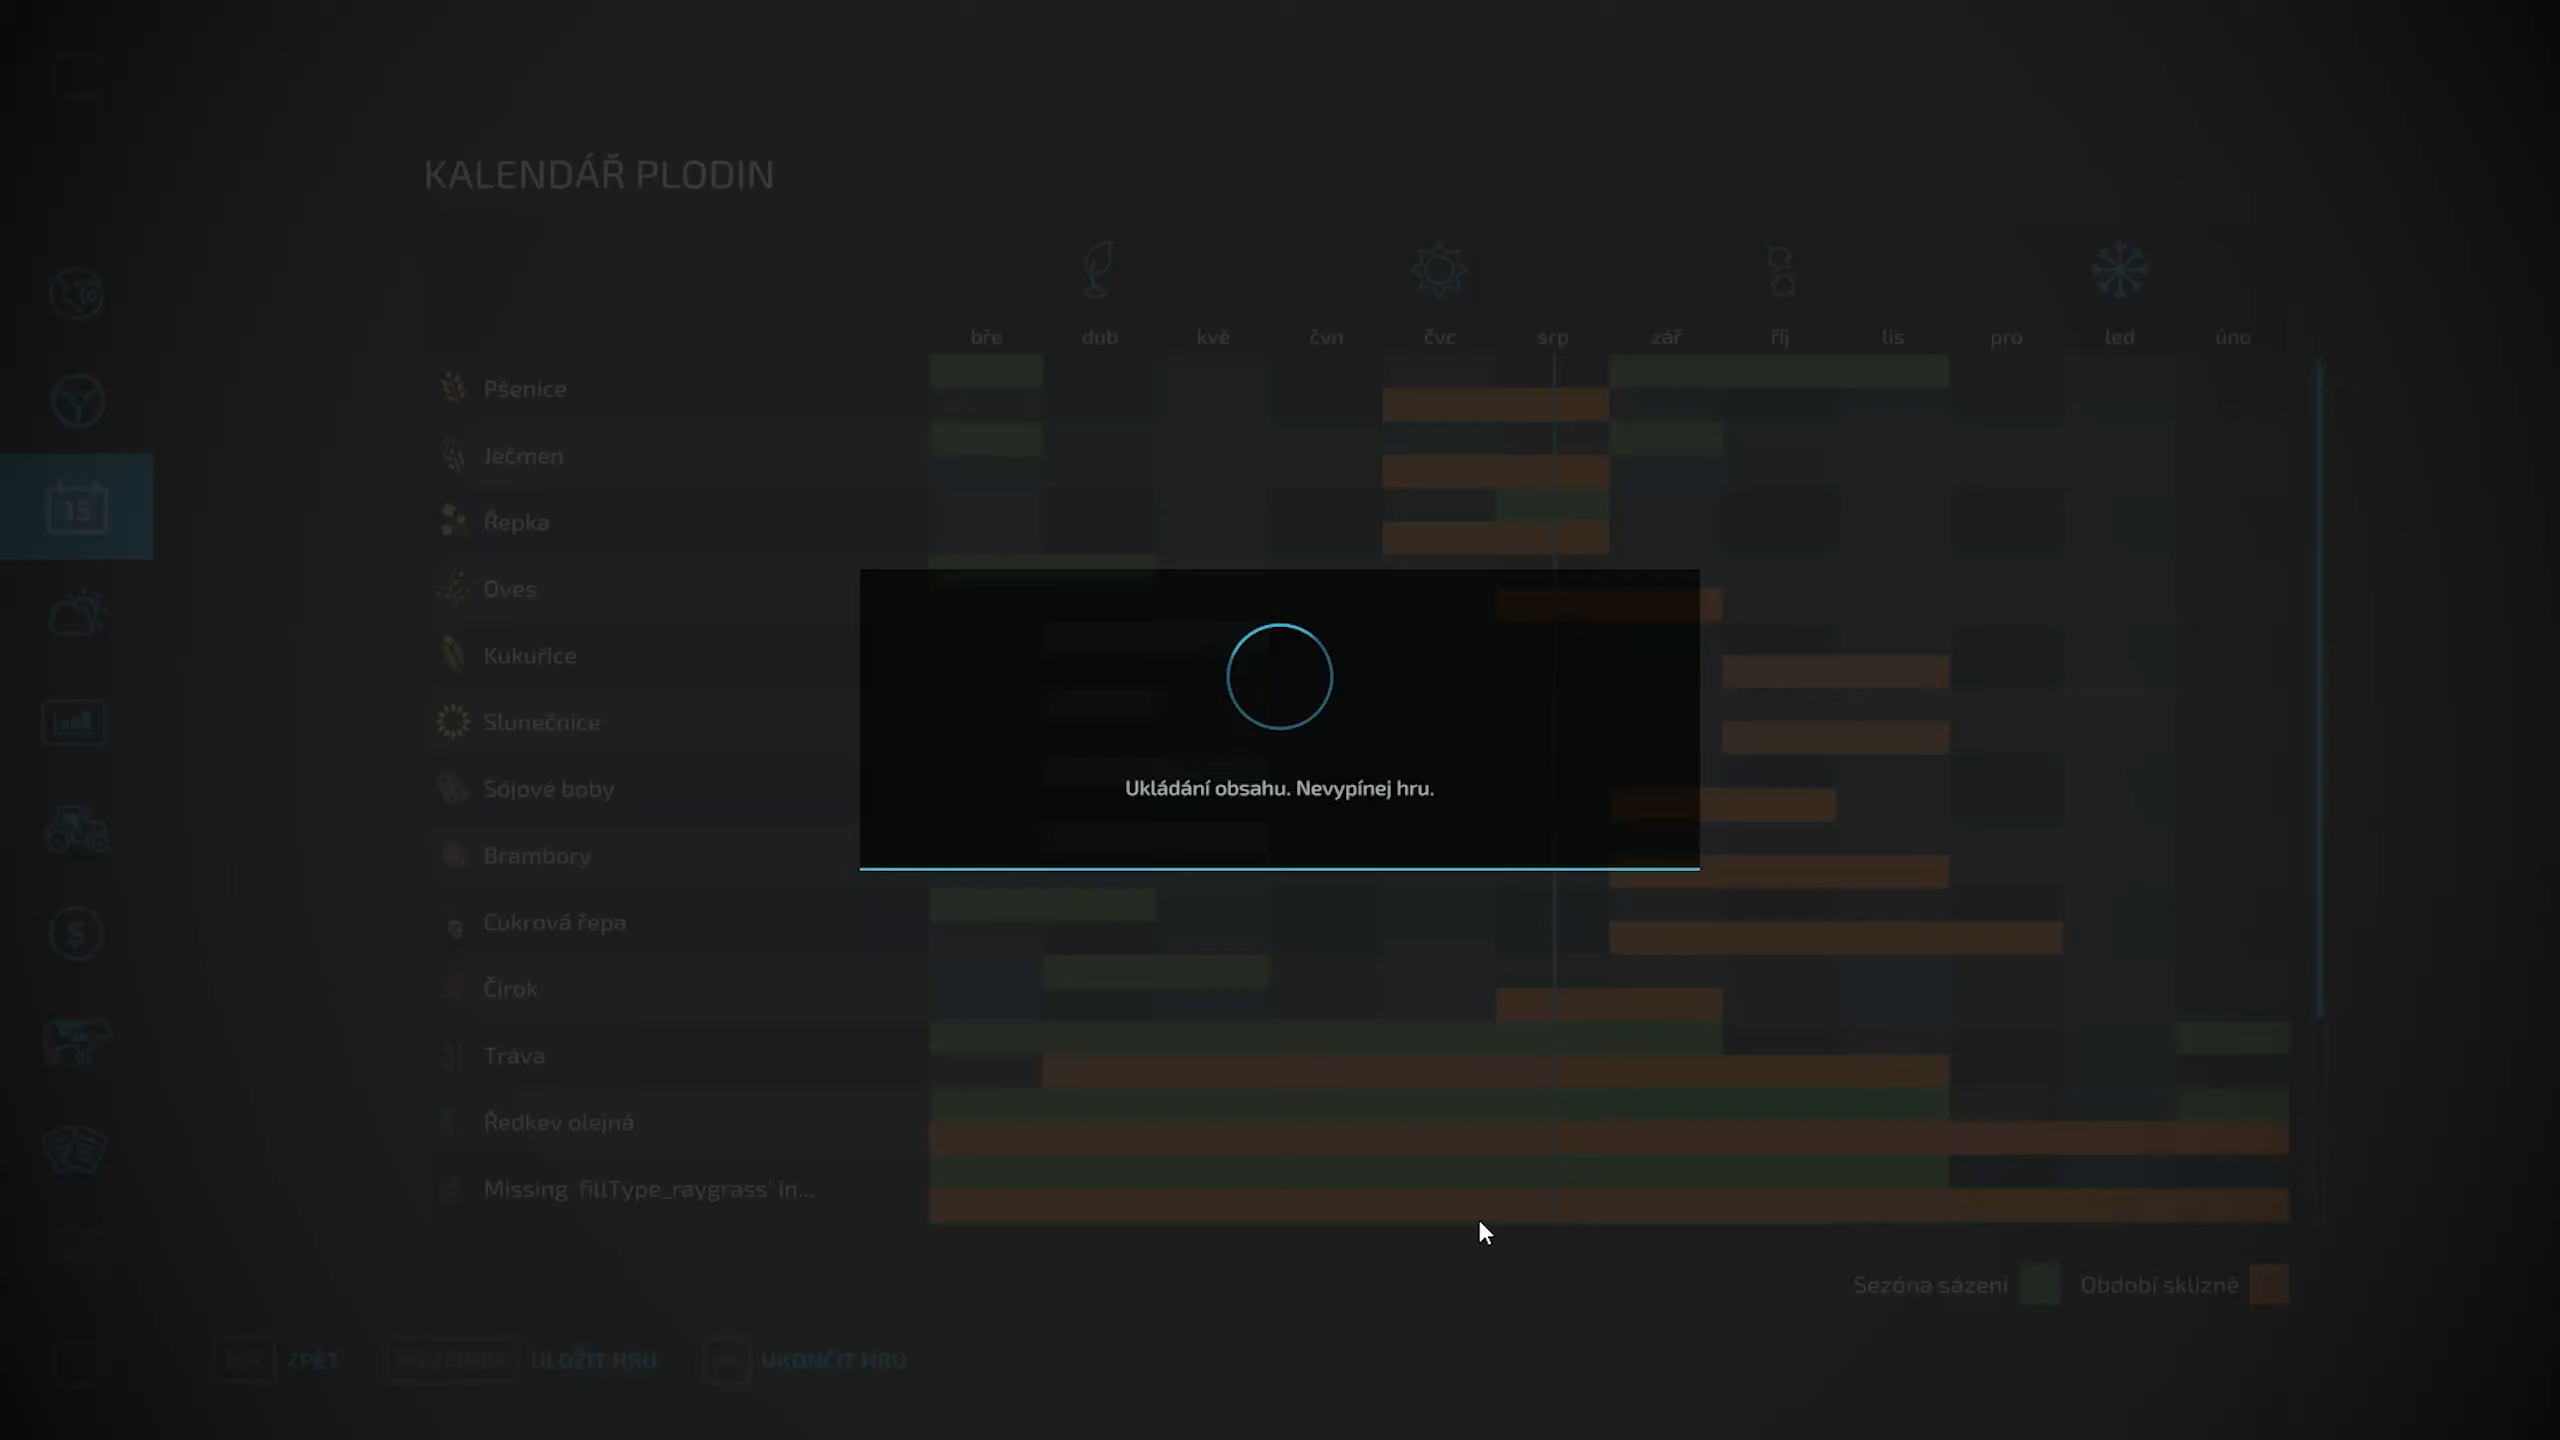 KALENDÁŘ PLODIN
bře dub kvě čvn čvc srp zář říj lis pro led úno
Pšenice
Ječmen
Řepka
15
Oves
Kukuřice
Slunečnice
Sójové boby
Ukládání obsahu. Nevypínej hru.
Brambory
Cukrová řepa
$
Čirok
Tráva
Ředkev olejná
Missing 'fillType_raygrass' in...
Sezóna sázení Období sklizně
ZPĚT ULOŽIT HRU UKONČIT HRU